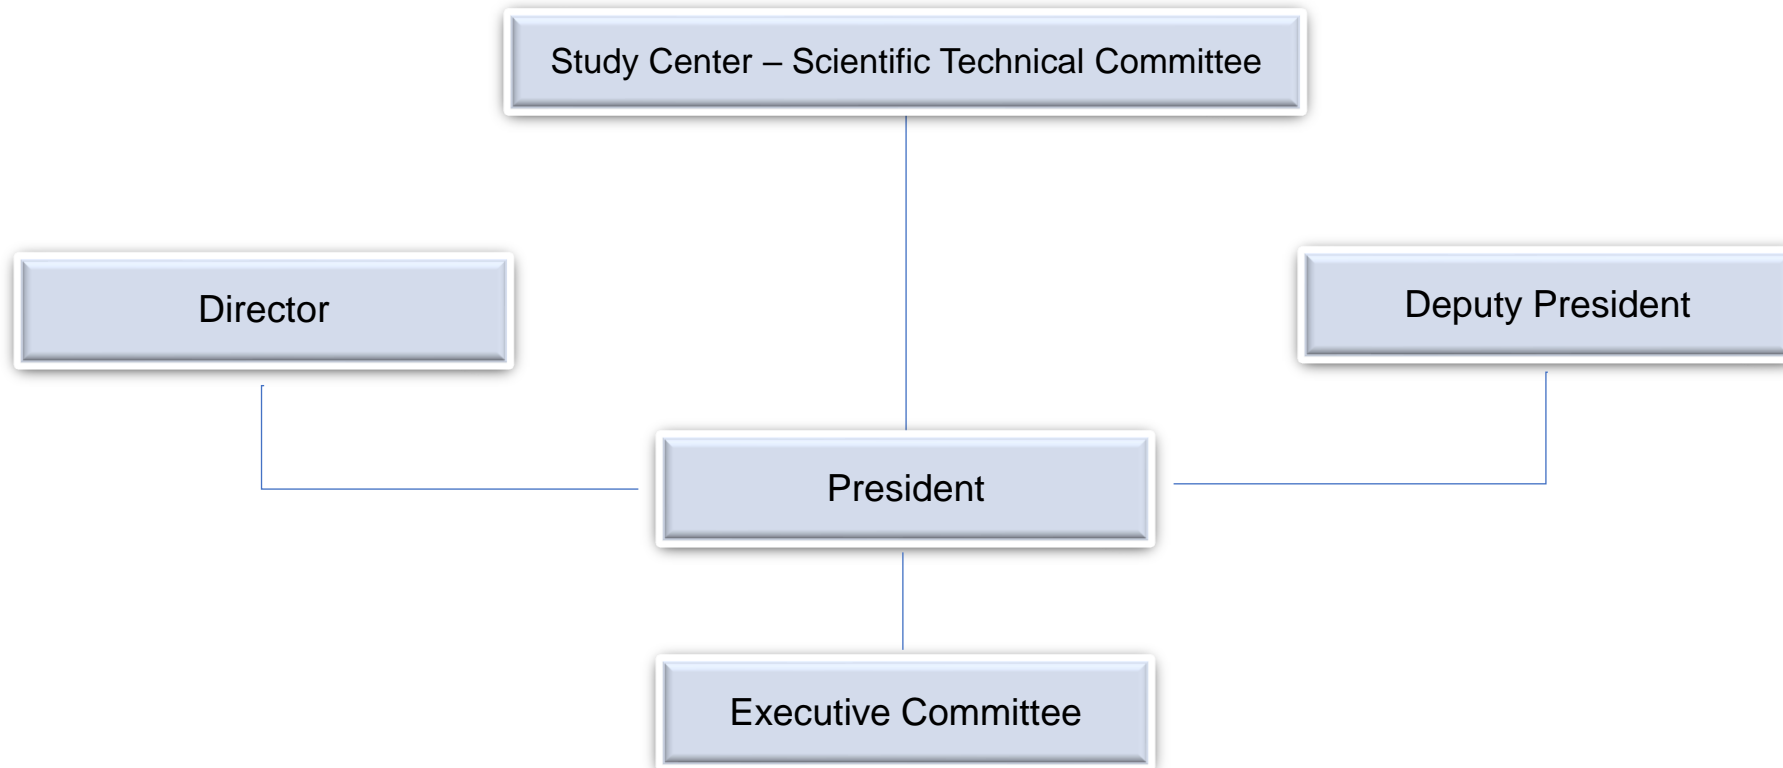 Study Center – Scientific Technical Committee
Director
Deputy President
President
Executive Committee